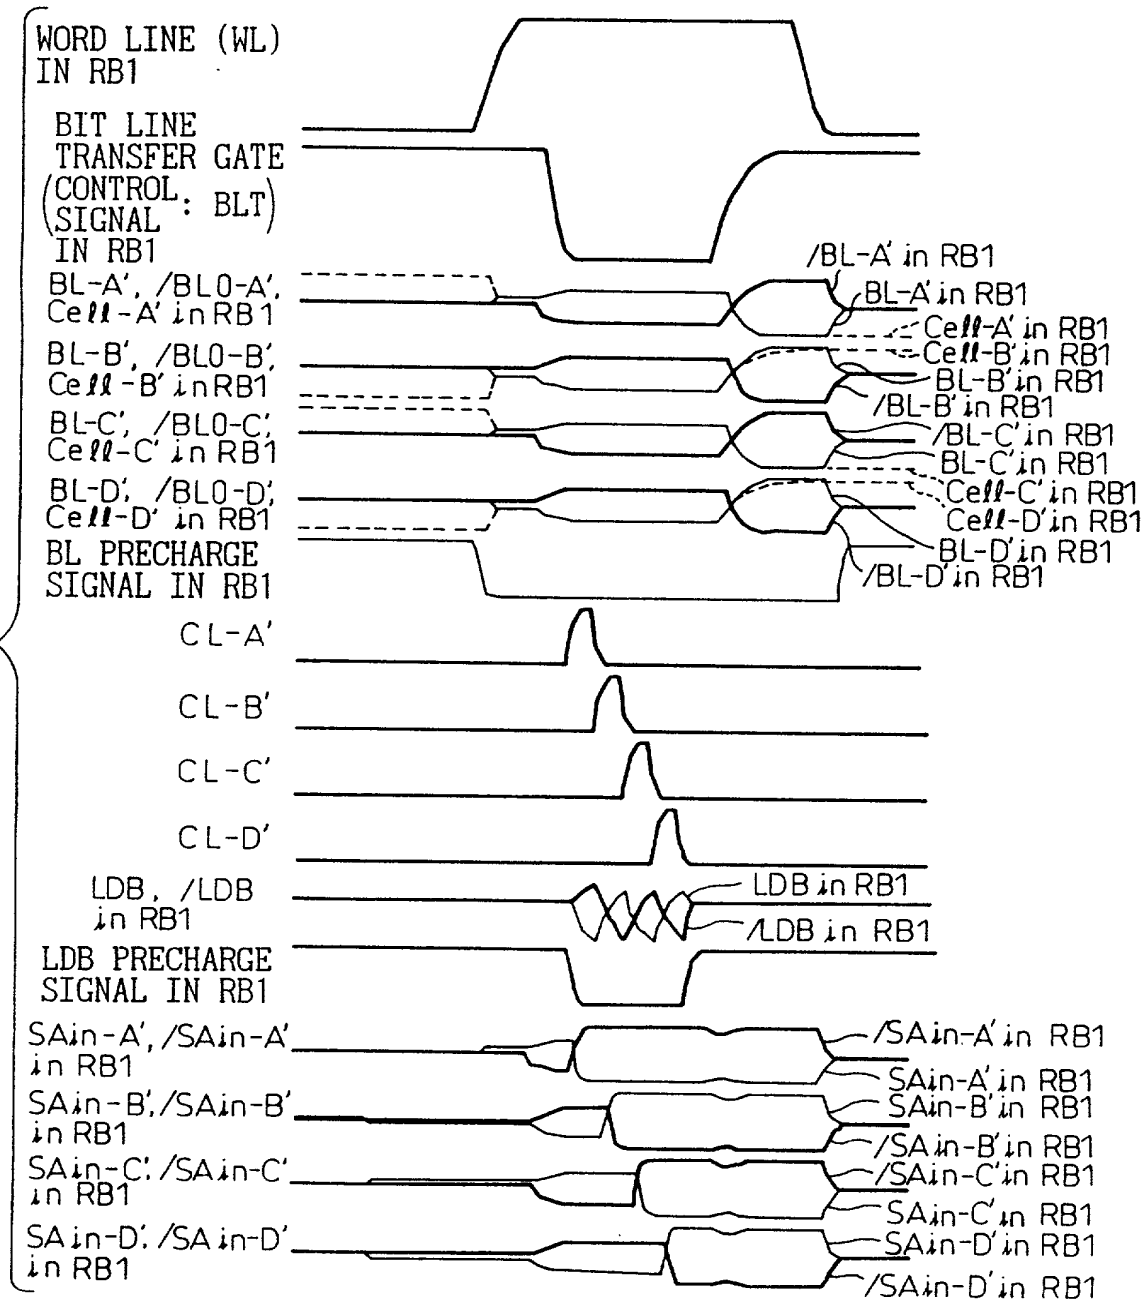 WORD LINE (WL)
IN RB1
BIT LINE
TRANSFER GATE
(CONTROL
SIGNAL : BLT)
IN RB1
/BL-A' in RB1
BL-A', /BL0-A',
Cell-A' in RB1
BL-A' in RB1
Cell-A' in RB1
BL-B', /BL0-B',
Cell-B' in RB1
Cell-B' in RB1
BL-B' in RB1
/BL-B' in RB1
BL-C', /BL0-C',
Cell-C' in RB1
/BL-C' in RB1
BL-C' in RB1
BL-D', /BL0-D',
Cell-D' in RB1
Cell-C' in RB1
Cell-D' in RB1
BL-D' in RB1
/BL-D' in RB1
BL PRECHARGE
SIGNAL IN RB1
CL-A'
CL-B'
CL-C'
CL-D'
LDB, /LDB
in RB1
LDB in RB1
/LDB in RB1
LDB PRECHARGE
SIGNAL IN RB1
SAin-A', /SAin-A'
in RB1
/SAin-A' in RB1
SAin-A' in RB1
SAin-B', /SAin-B'
in RB1
SAin-B' in RB1
/SAin-B' in RB1
SAin-C', /SAin-C'
in RB1
/SAin-C' in RB1
SAin-C' in RB1
SAin-D', /SAin-D'
in RB1
SAin-D' in RB1
/SAin-D' in RB1